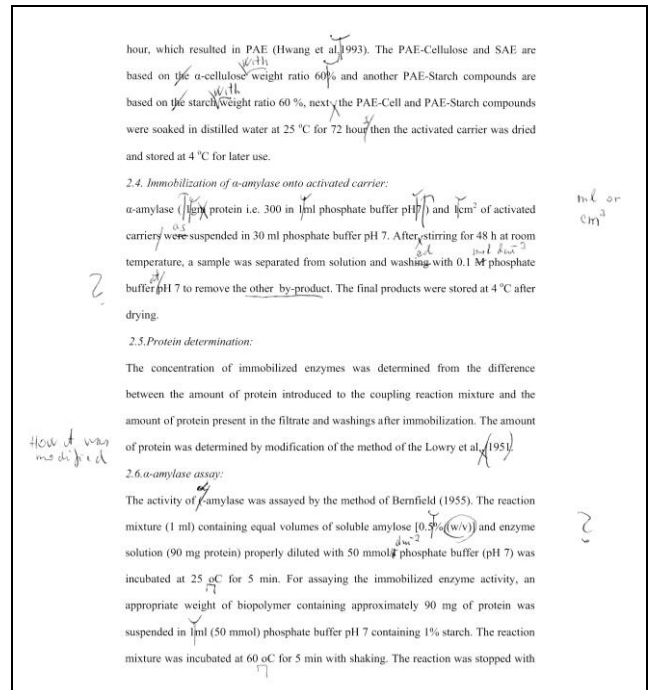 hour, which resulted in PAE (Hwang et al,1993). The PAE-Cellulose and SAE are
with
based on the α-cellulose weight ratio 60% and another PAE-Starch compounds are
with
based on the starch weight ratio 60 %, next, the PAE-Cell and PAE-Starch compounds
s
were soaked in distilled water at 25 °C for 72 hour then the activated carrier was dried
and stored at 4 °C for later use.
2.4. Immobilization of α-amylase onto activated carrier:
α-amylase ( protein i.e. 300 in 1ml phosphate buffer pH7 ) and 1cm² of activated
ml or
cm³
as
carriers were suspended in 30 ml phosphate buffer pH 7. After, stirring for 48 h at room
ed mol dm⁻³
temperature, a sample was separated from solution and washing with 0.1 M phosphate
at
?
buffer pH 7 to remove the other by-product. The final products were stored at 4 °C after
drying.
2.5.Protein determination:
The concentration of immobilized enzymes was determined from the difference
between the amount of protein introduced to the coupling reaction mixture and the
amount of protein present in the filtrate and washings after immobilization. The amount
How it was
modified
of protein was determined by modification of the method of the Lowry et al, (1951)
2.6.α-amylase assay:
α
The activity of -amylase was assayed by the method of Bernfield (1955). The reaction
mixture (1 ml) containing equal volumes of soluble amylose [0.5%(w/v)] and enzyme
?
dm⁻³
solution (90 mg protein) properly diluted with 50 mmol phosphate buffer (pH 7) was
incubated at 25 oC for 5 min. For assaying the immobilized enzyme activity, an
appropriate weight of biopolymer containing approximately 90 mg of protein was
suspended in 1ml (50 mmol) phosphate buffer pH 7 containing 1% starch. The reaction
mixture was incubated at 60 oC for 5 min with shaking. The reaction was stopped with